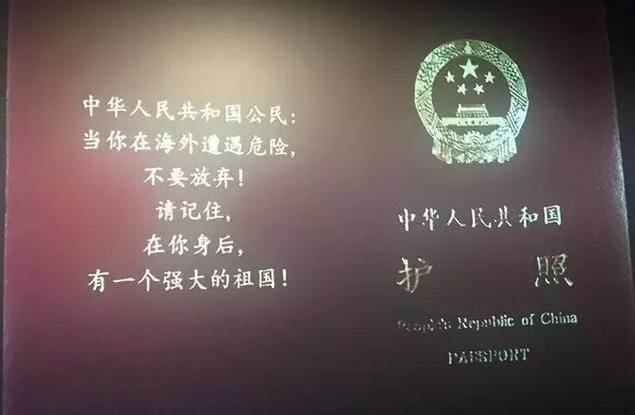 中华人民共和国公民:
当你在海外遭遇危险,
不要放弃!
请记住,
在你身后,
有一个强大的祖国!
中华人民共和国
护照
People's Republic of China
PASSPORT